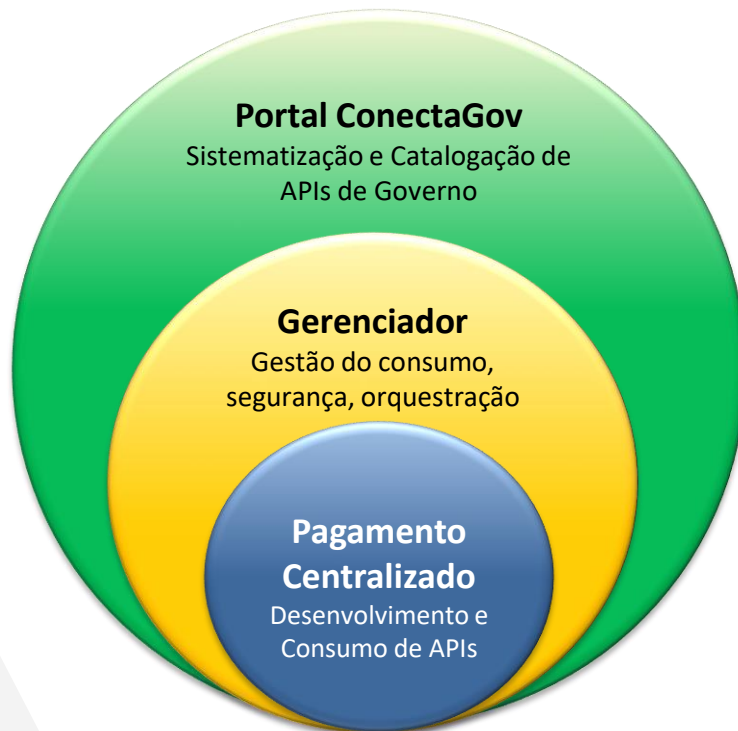 Portal ConectaGov
Sistematização e Catalogação de
APIs de Governo
Gerenciador
Gestão do consumo,
segurança, orquestração
Pagamento
Centralizado
Desenvolvimento e
Consumo de APIs